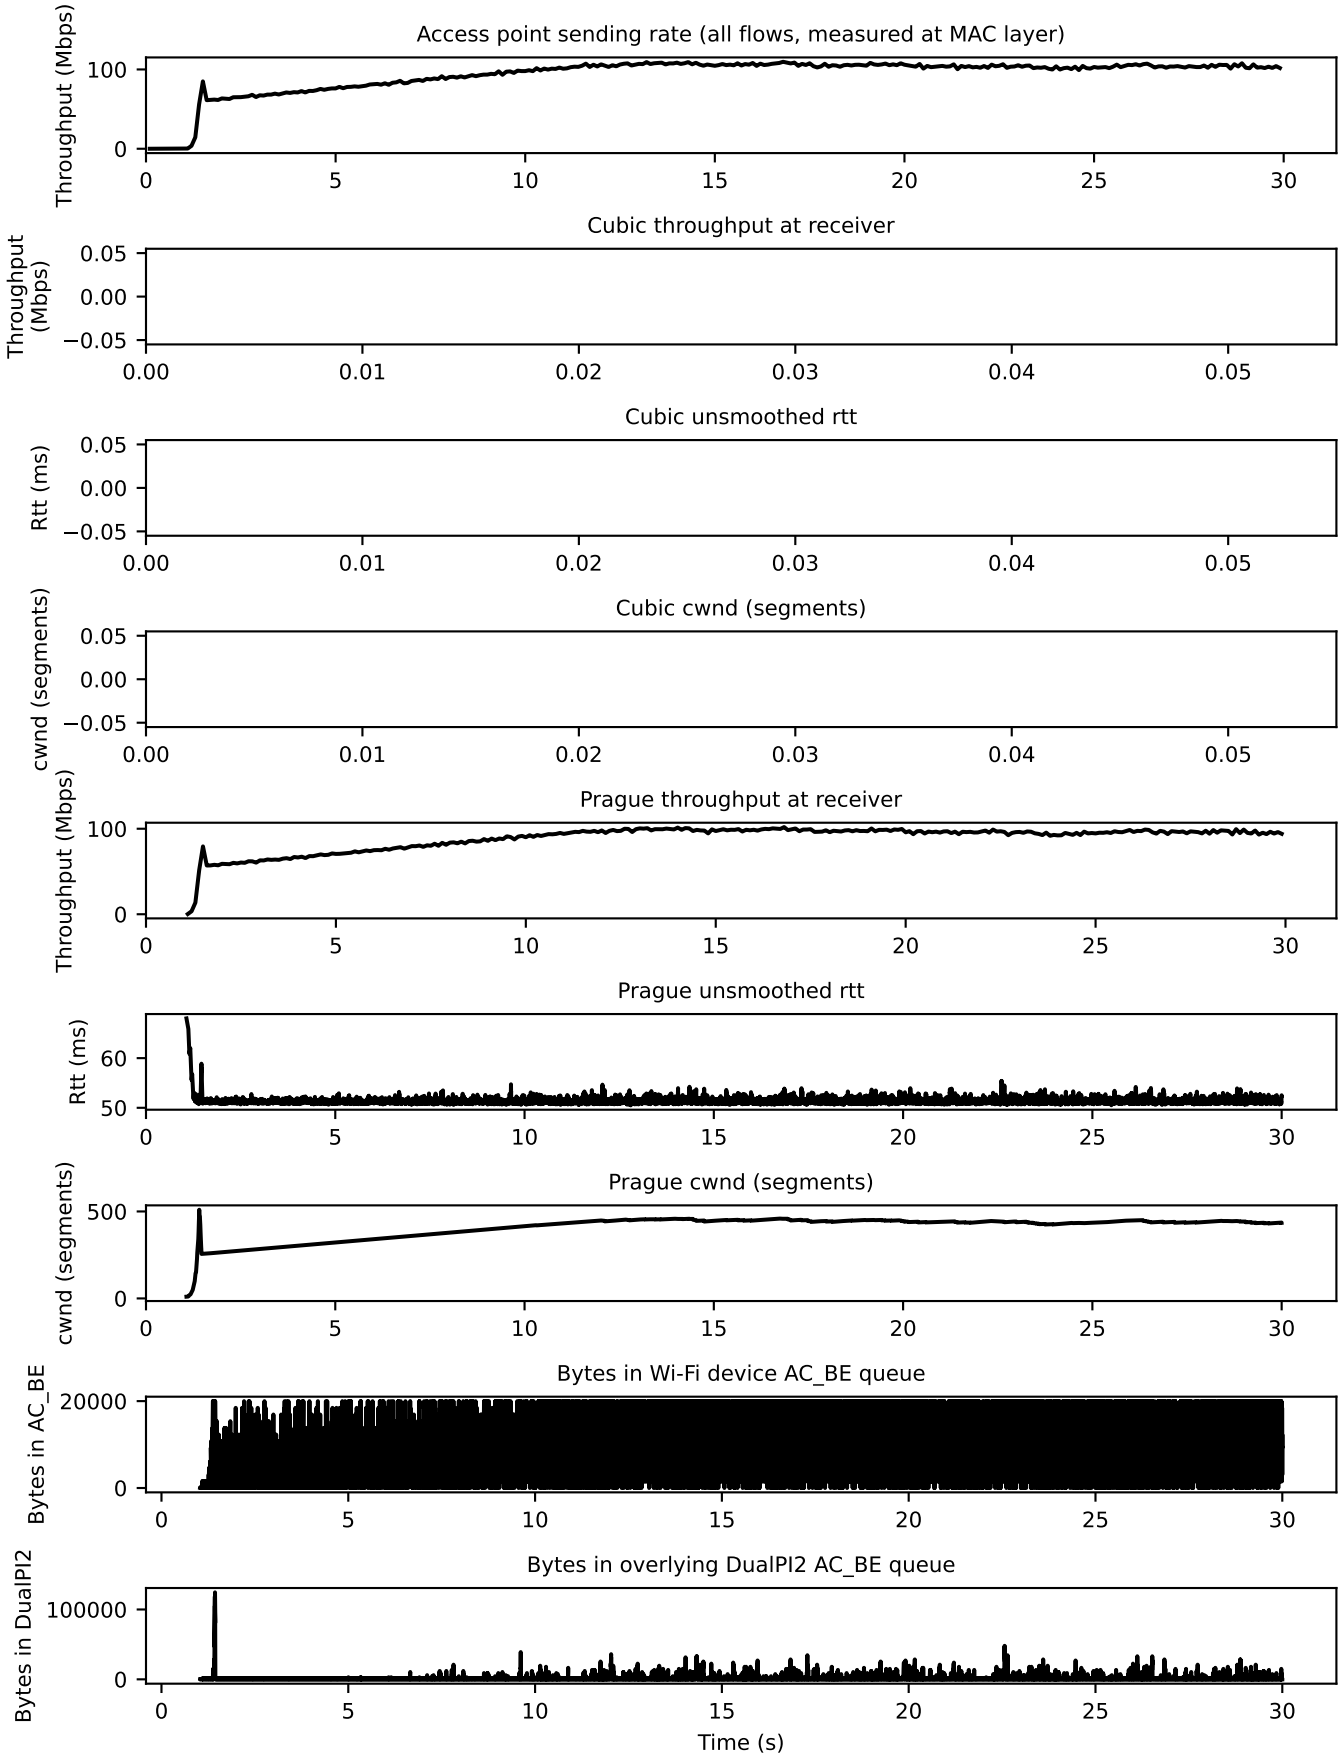 Access point sending rate (all flows, measured at MAC layer)
Throughput (Mbps)
100
0
0 5 10 15 20 25 30
Cubic throughput at receiver
Throughput
(Mbps)
0.05
0.00
−0.05
0.00 0.01 0.02 0.03 0.04 0.05
Cubic unsmoothed rtt
Rtt (ms)
0.05
0.00
−0.05
0.00 0.01 0.02 0.03 0.04 0.05
Cubic cwnd (segments)
cwnd (segments)
0.05
0.00
−0.05
0.00 0.01 0.02 0.03 0.04 0.05
Prague throughput at receiver
Throughput (Mbps)
100
0
0 5 10 15 20 25 30
Prague unsmoothed rtt
Rtt (ms)
60
50
0 5 10 15 20 25 30
Prague cwnd (segments)
cwnd (segments)
500
0
0 5 10 15 20 25 30
Bytes in Wi-Fi device AC_BE queue
Bytes in AC_BE
20000
0
0 5 10 15 20 25 30
Bytes in overlying DualPI2 AC_BE queue
Bytes in DualPI2
100000
0
0 5 10 15 20 25 30
Time (s)